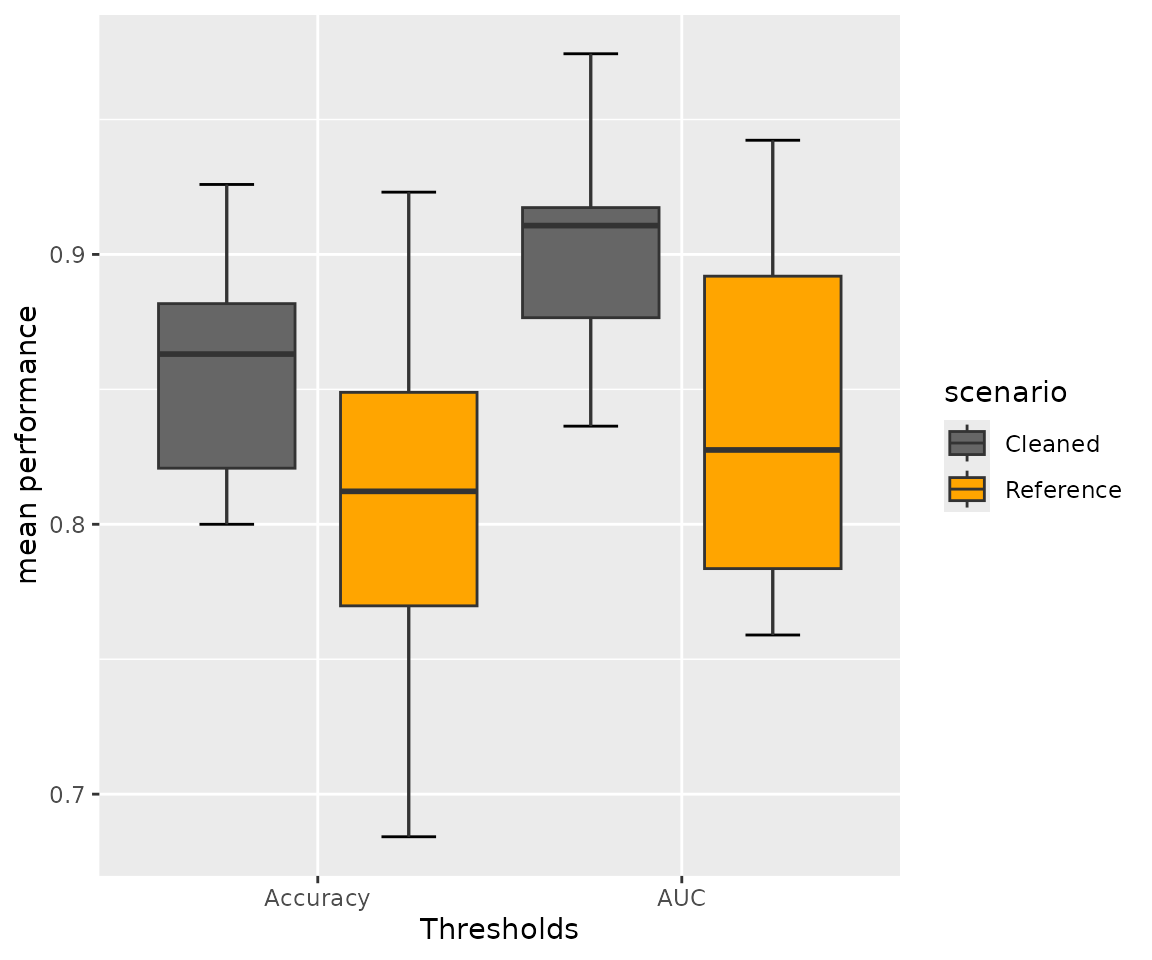 mean performance
0.9
0.8
0.7
Accuracy
AUC
Thresholds
scenario
Cleaned
Reference